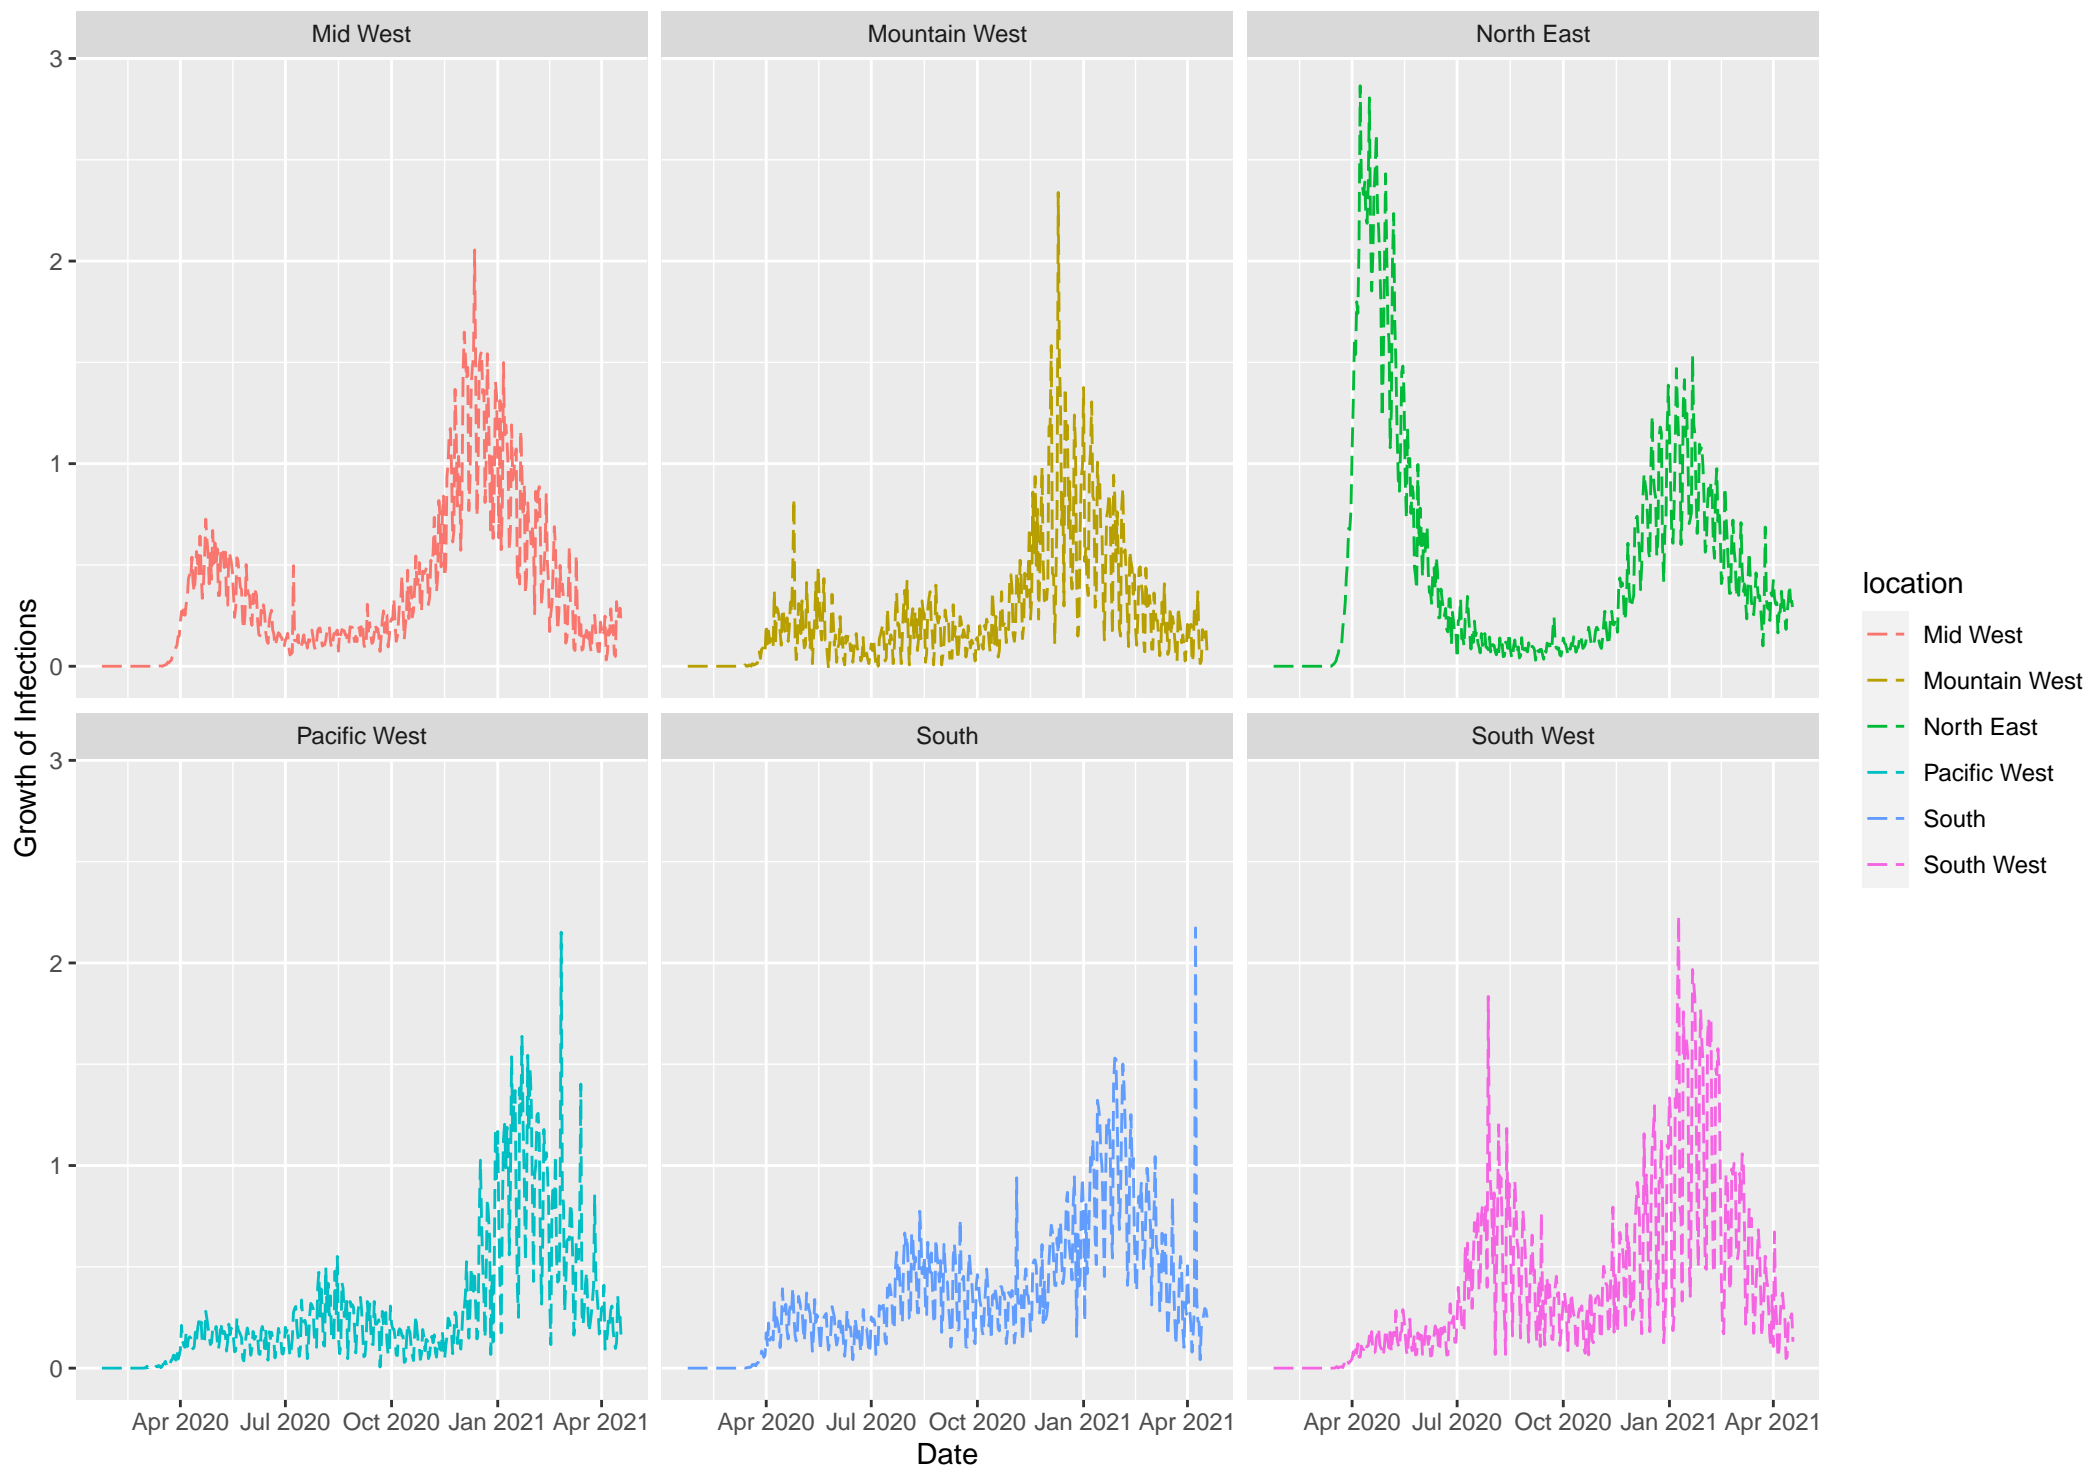 Mid West
Mountain West
North East
3
2
1
0
Pacific West
South
South West
3
2
1
0
Growth of Infections
Apr 2020 Jul 2020 Oct 2020 Jan 2021 Apr 2021
Apr 2020 Jul 2020 Oct 2020 Jan 2021 Apr 2021
Apr 2020 Jul 2020 Oct 2020 Jan 2021 Apr 2021
Date
location
Mid West
Mountain West
North East
Pacific West
South
South West